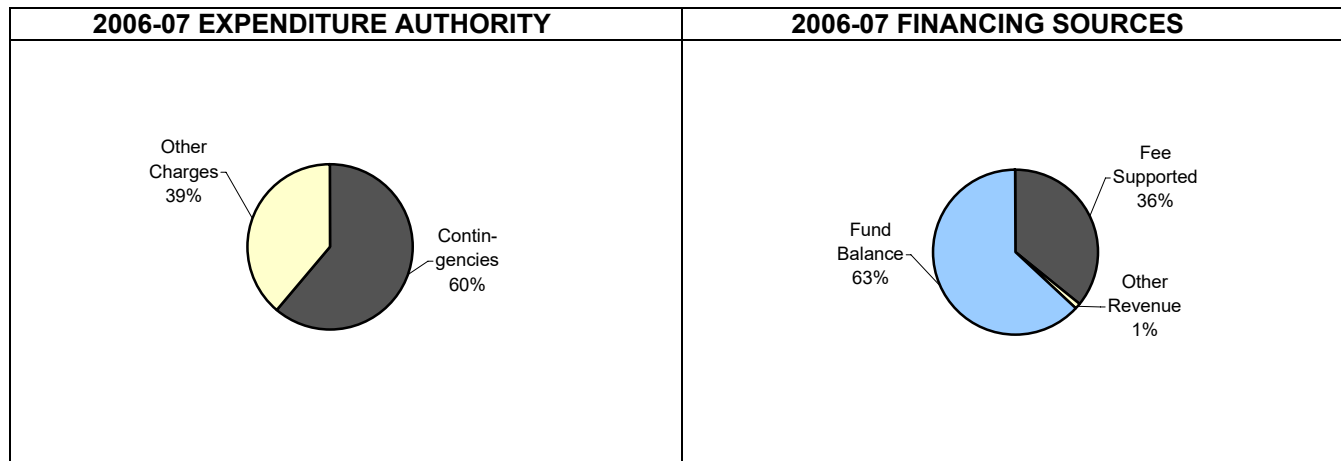 2006-07 EXPENDITURE AUTHORITY
2006-07 FINANCING SOURCES
Other
Charges
39%
Contin-
gencies
60%
Fund
Balance
63%
Fee
Supported
36%
Other
Revenue
1%